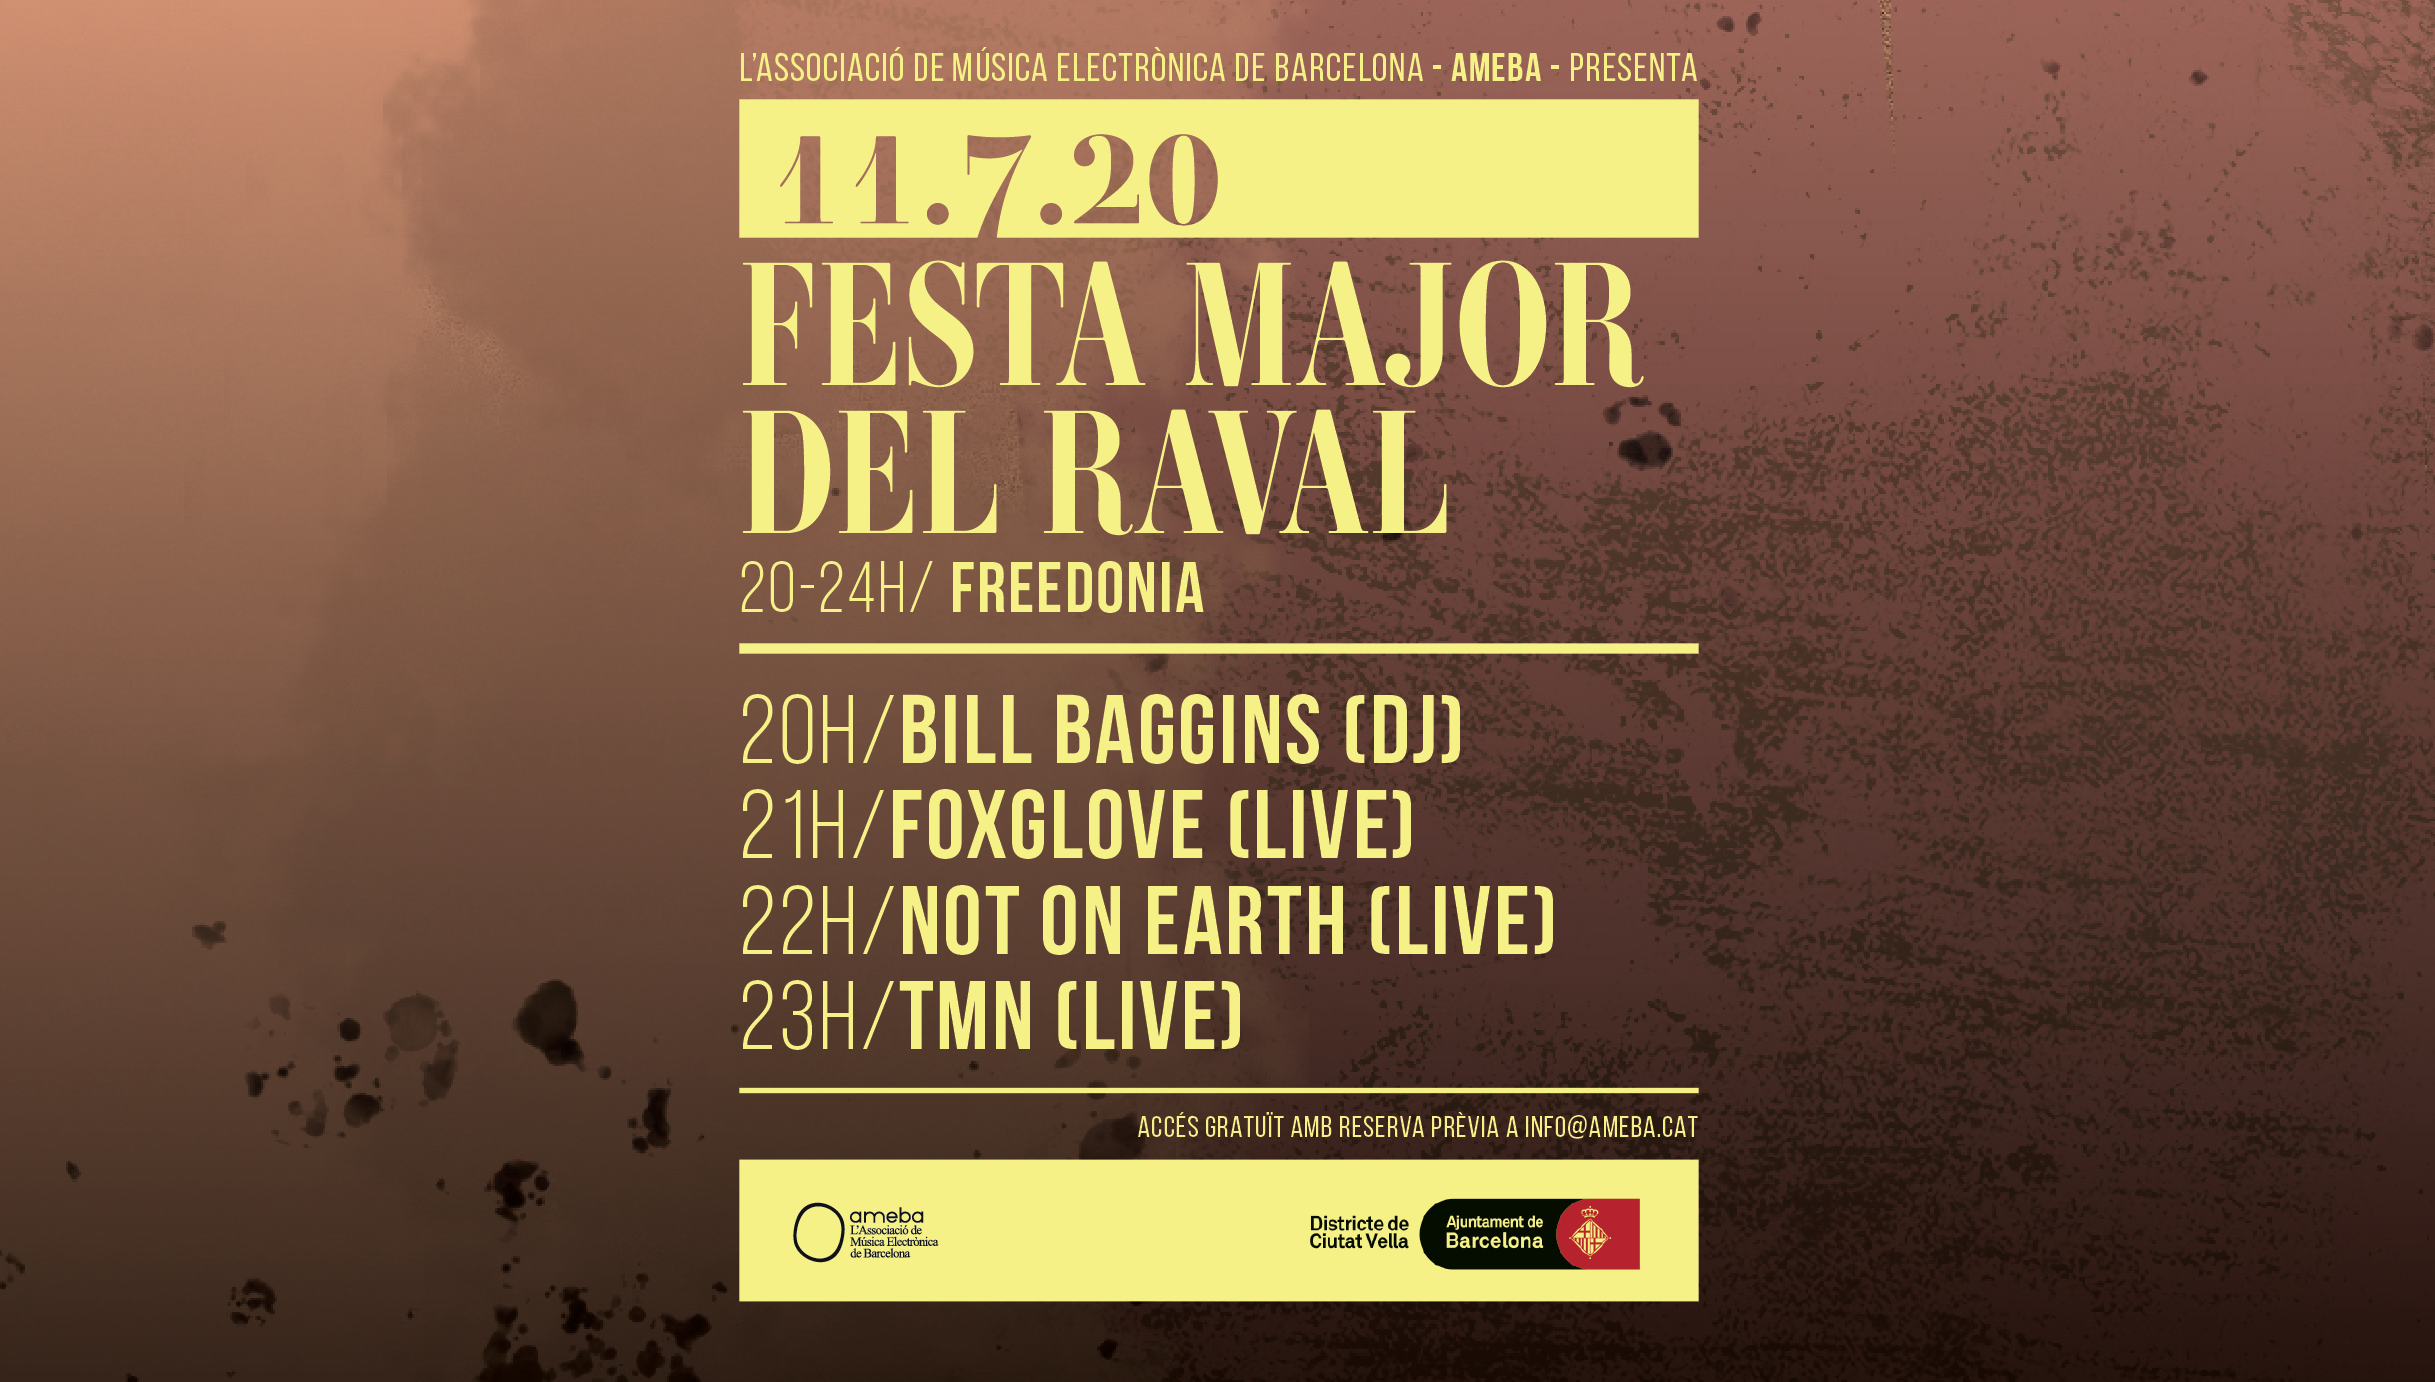 L'ASSOCIACIÓ DE MÚSICA ELECTRÒNICA DE BARCELONA - AMEBA - PRESENTA
11.7.20
FESTA MAJOR
DEL RAVAL
20-24H/ FREEDONIA
20H/BILL BAGGINS (DJ)
21H/FOXGLOVE (LIVE)
22H/NOT ON EARTH (LIVE)
23H/TMN (LIVE)
ACCÉS GRATUÏT AMB RESERVA PRÈVIA A INFO@AMEBA.CAT
ameba
L'Associació de
Música Electrònica
de Barcelona
Districte de
Ciutat Vella
Ajuntament de
Barcelona